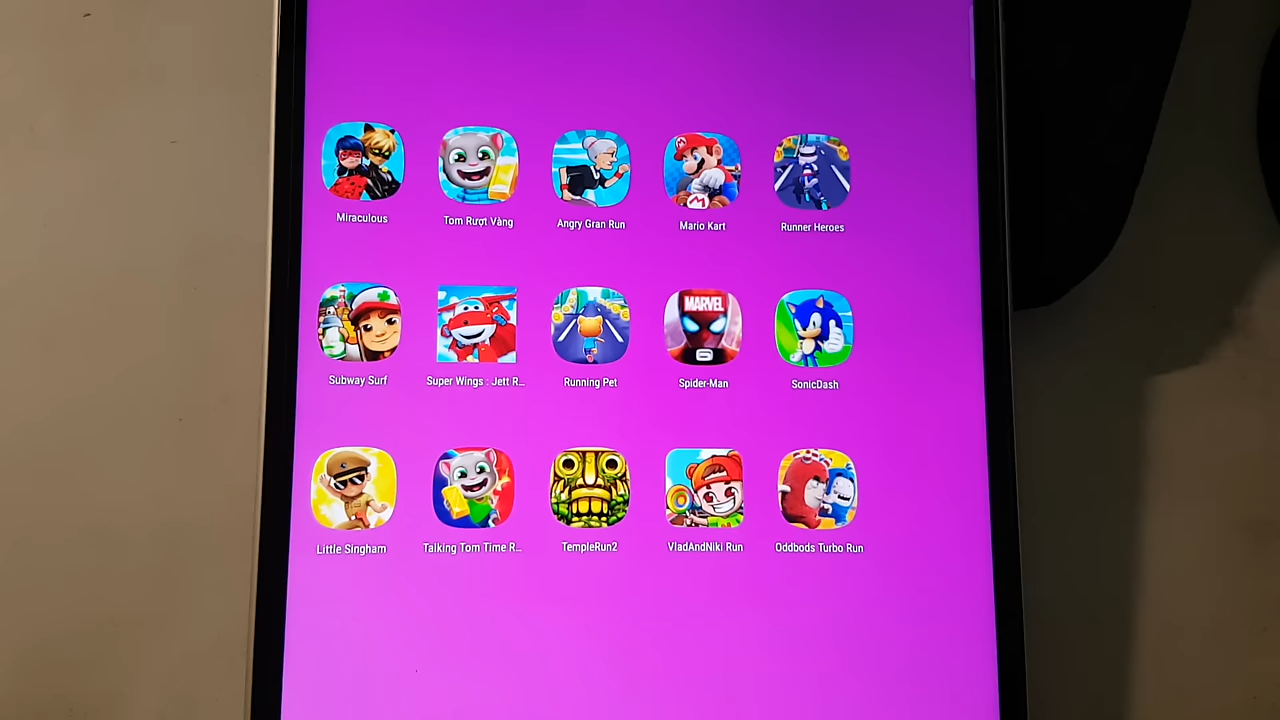 Miraculous
Tom Rượt Vàng
Angry Gran Run
Mario Kart
Runner Heroes
MARVEL
Subway Surf
Super Wings : Jett R...
Running Pet
Spider-Man
SonicDash
Little Singham
Talking Tom Time R...
TempleRun2
VladAndNiki Run
Oddbods Turbo Run